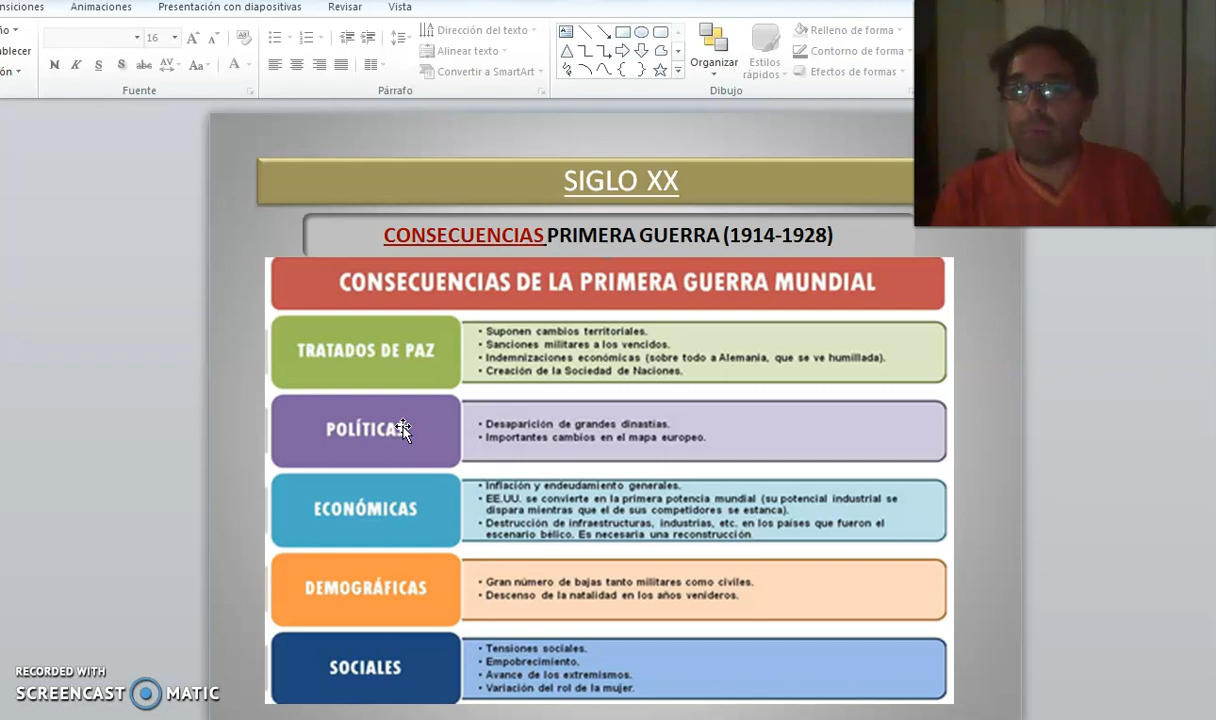 nsiciones Animaciones Presentación con diapositivas Revisar Vista
ño
16
Dirección del texto
Organizar
Estilos rápidos
Relleno de forma
ablecer
Alinear texto
Contorno de forma
ón
N K S S abc AV Aa A
Convertir a SmartArt
Efectos de formas
Fuente Párrafo Dibujo
SIGLO XX
CONSECUENCIAS PRIMERA GUERRA (1914-1928)
CONSECUENCIAS DE LA PRIMERA GUERRA MUNDIAL
TRATADOS DE PAZ
• Suponen cambios territoriales.
• Sanciones militares a los vencidos.
• Indemnizaciones económicas (sobre todo a Alemania, que se ve humillada).
• Creación de la Sociedad de Naciones.
POLÍTICAS
• Desaparición de grandes dinastías.
• Importantes cambios en el mapa europeo.
ECONÓMICAS
• Inflación y endeudamiento generales.
• EE.UU. se convierte en la primera potencia mundial (su potencial industrial se
dispara mientras que el de sus competidores se estanca).
• Destrucción de infraestructuras, industrias, etc. en los países que fueron el
escenario bélico. Es necesaria una reconstrucción
DEMOGRÁFICAS
• Gran número de bajas tanto militares como civiles.
• Descenso de la natalidad en los años venideros.
SOCIALES
• Tensiones sociales.
• Empobrecimiento.
• Avance de los extremismos.
• Variación del rol de la mujer.
RECORDED WITH
SCREENCAST MATIC